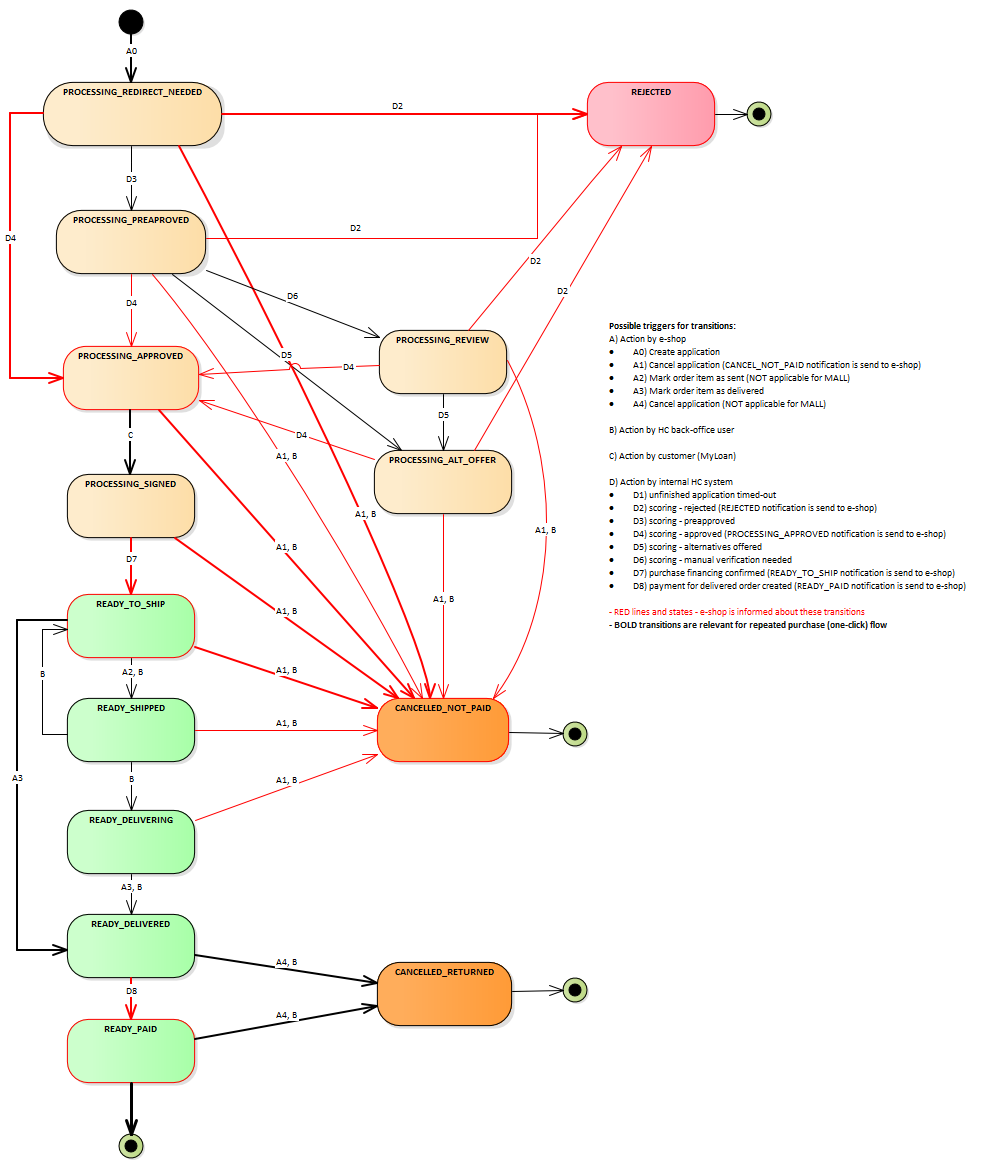 A0
PROCESSING_REDIRECT_NEEDED
REJECTED
D2
D3
PROCESSING_PREAPPROVED
D4
D2
D2
D6
D4
D2
PROCESSING_REVIEW
PROCESSING_APPROVED
D5
D4
D5
C
D4
A1, B
PROCESSING_ALT_OFFER
PROCESSING_SIGNED
A1, B
A1, B
A1, B
D7
READY_TO_SHIP
A1, B
A1, B
A2, B
A1, B
B
READY_SHIPPED
CANCELLED_NOT_PAID
A1, B
A3
B
A1, B
READY_DELIVERING
A3, B
READY_DELIVERED
A4, B
CANCELLED_RETURNED
D8
A4, B
READY_PAID
Possible triggers for transitions:
A) Action by e-shop
• A0) Create application
• A1) Cancel application (CANCEL_NOT_PAID notification is send to e-shop)
• A2) Mark order item as sent (NOT applicable for MALL)
• A3) Mark order item as delivered
• A4) Cancel application (NOT applicable for MALL)
B) Action by HC back-office user
C) Action by customer (MyLoan)
D) Action by internal HC system
• D1) unfinished application timed-out
• D2) scoring - rejected (REJECTED notification is send to e-shop)
• D3) scoring - preapproved
• D4) scoring - approved (PROCESSING_APPROVED notification is send to e-shop)
• D5) scoring - alternatives offered
• D6) scoring - manual verification needed
• D7) purchase financing confirmed (READY_TO_SHIP notification is send to e-shop)
• D8) payment for delivered order created (READY_PAID notification is send to e-shop)
- RED lines and states - e-shop is informed about these transitions
- BOLD transitions are relevant for repeated purchase (one-click) flow